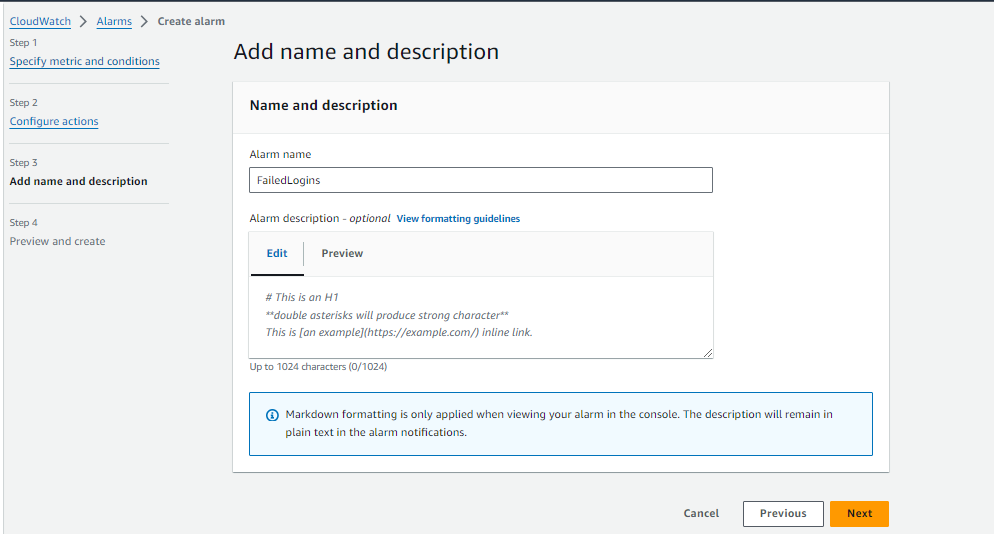 CloudWatch > Alarms > Create alarm
Step 1
Specify metric and conditions
Step 2
Configure actions
Step 3
Add name and description
Step 4
Preview and create
Add name and description
Name and description
Alarm name
FailedLogins
Alarm description - optional View formatting guidelines
Edit Preview
# This is an H1
**double asterisks will produce strong character**
This is [an example](https://example.com/) inline link.
Up to 1024 characters (0/1024)
Markdown formatting is only applied when viewing your alarm in the console. The description will remain in
plain text in the alarm notifications.
Cancel Previous Next